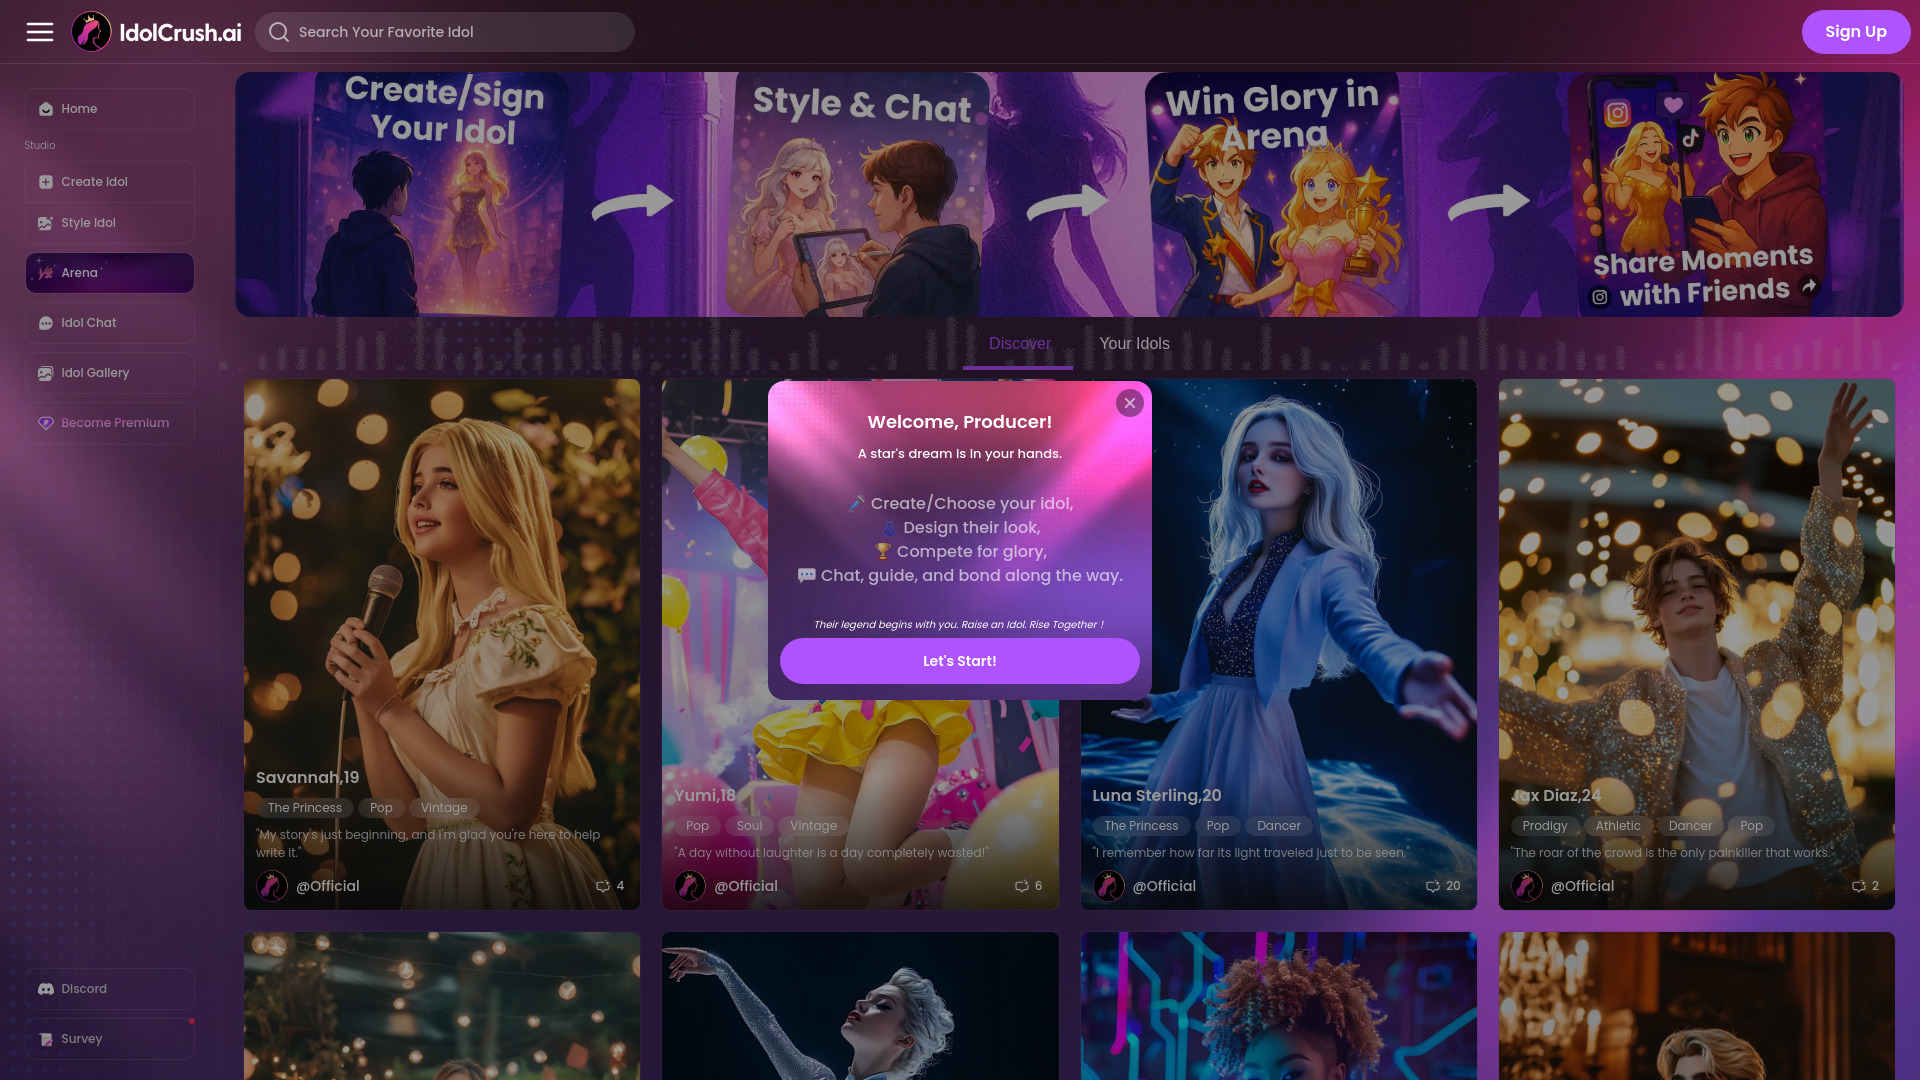 IdolCrush.ai
Search Your Favorite Idol
Sign Up
Home
Studio
Create Idol
Style Idol
Arena
Idol Chat
Idol Gallery
Become Premium
Discord
Survey
Create/Sign
Your Idol
Style & Chat
Win Glory in
Arena
Share Moments
with Friends
Discover
Your Idols
Welcome, Producer!
A star's dream is in your hands.
🎤 Create/Choose your idol,
👗 Design their look,
🏆 Compete for glory,
💬 Chat, guide, and bond along the way.
Their legend begins with you. Raise an Idol. Rise Together !
Let's Start!
Savannah,19
The Princess
Pop
Vintage
"My story's just beginning, and I'm glad you're here to help
write it."
@Official
4
Yumi,18
Pop
Soul
Vintage
"A day without laughter is a day completely wasted!"
@Official
6
Luna Sterling,20
The Princess
Pop
Dancer
"I remember how far its light traveled just to be seen."
@Official
20
Jax Diaz,24
Prodigy
Athletic
Dancer
Pop
"The roar of the crowd is the only painkiller that works.
@Official
2